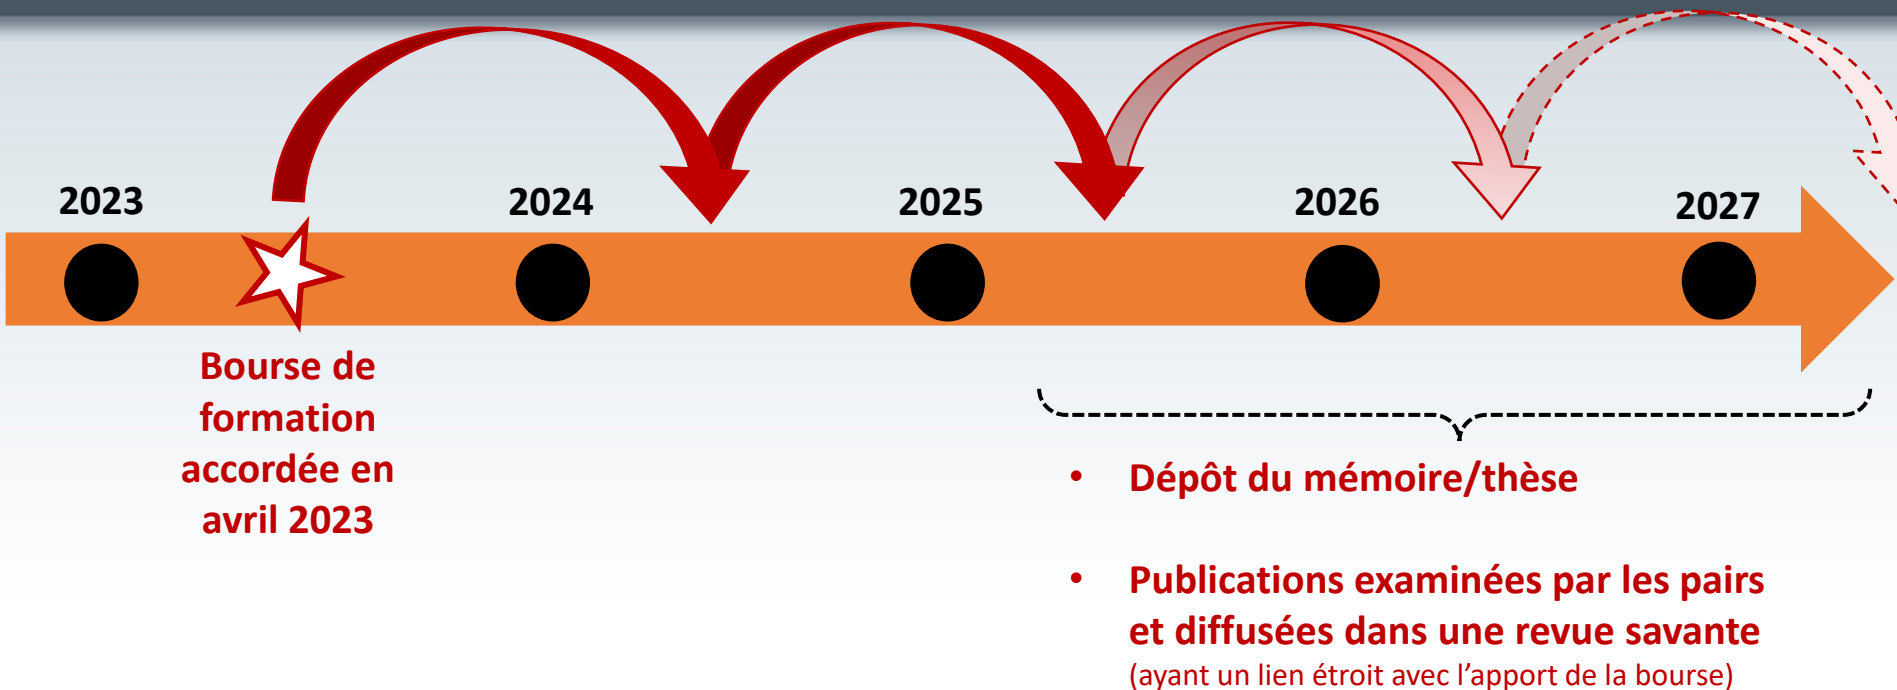 2023
2024
2025
2026
2027
Bourse de
formation
accordée en
avril 2023
• Dépôt du mémoire/thèse
• Publications examinées par les pairs
et diffusées dans une revue savante
(ayant un lien étroit avec l’apport de la bourse)